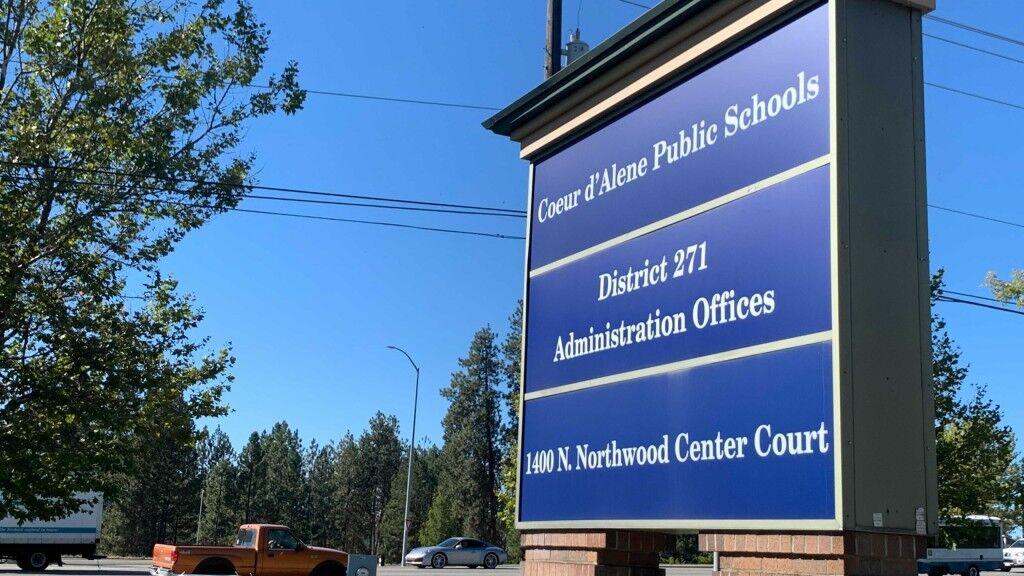 Coeur d'Alene Public Schools
District 271
Administration Offices
1400 N. Northwood Center Court